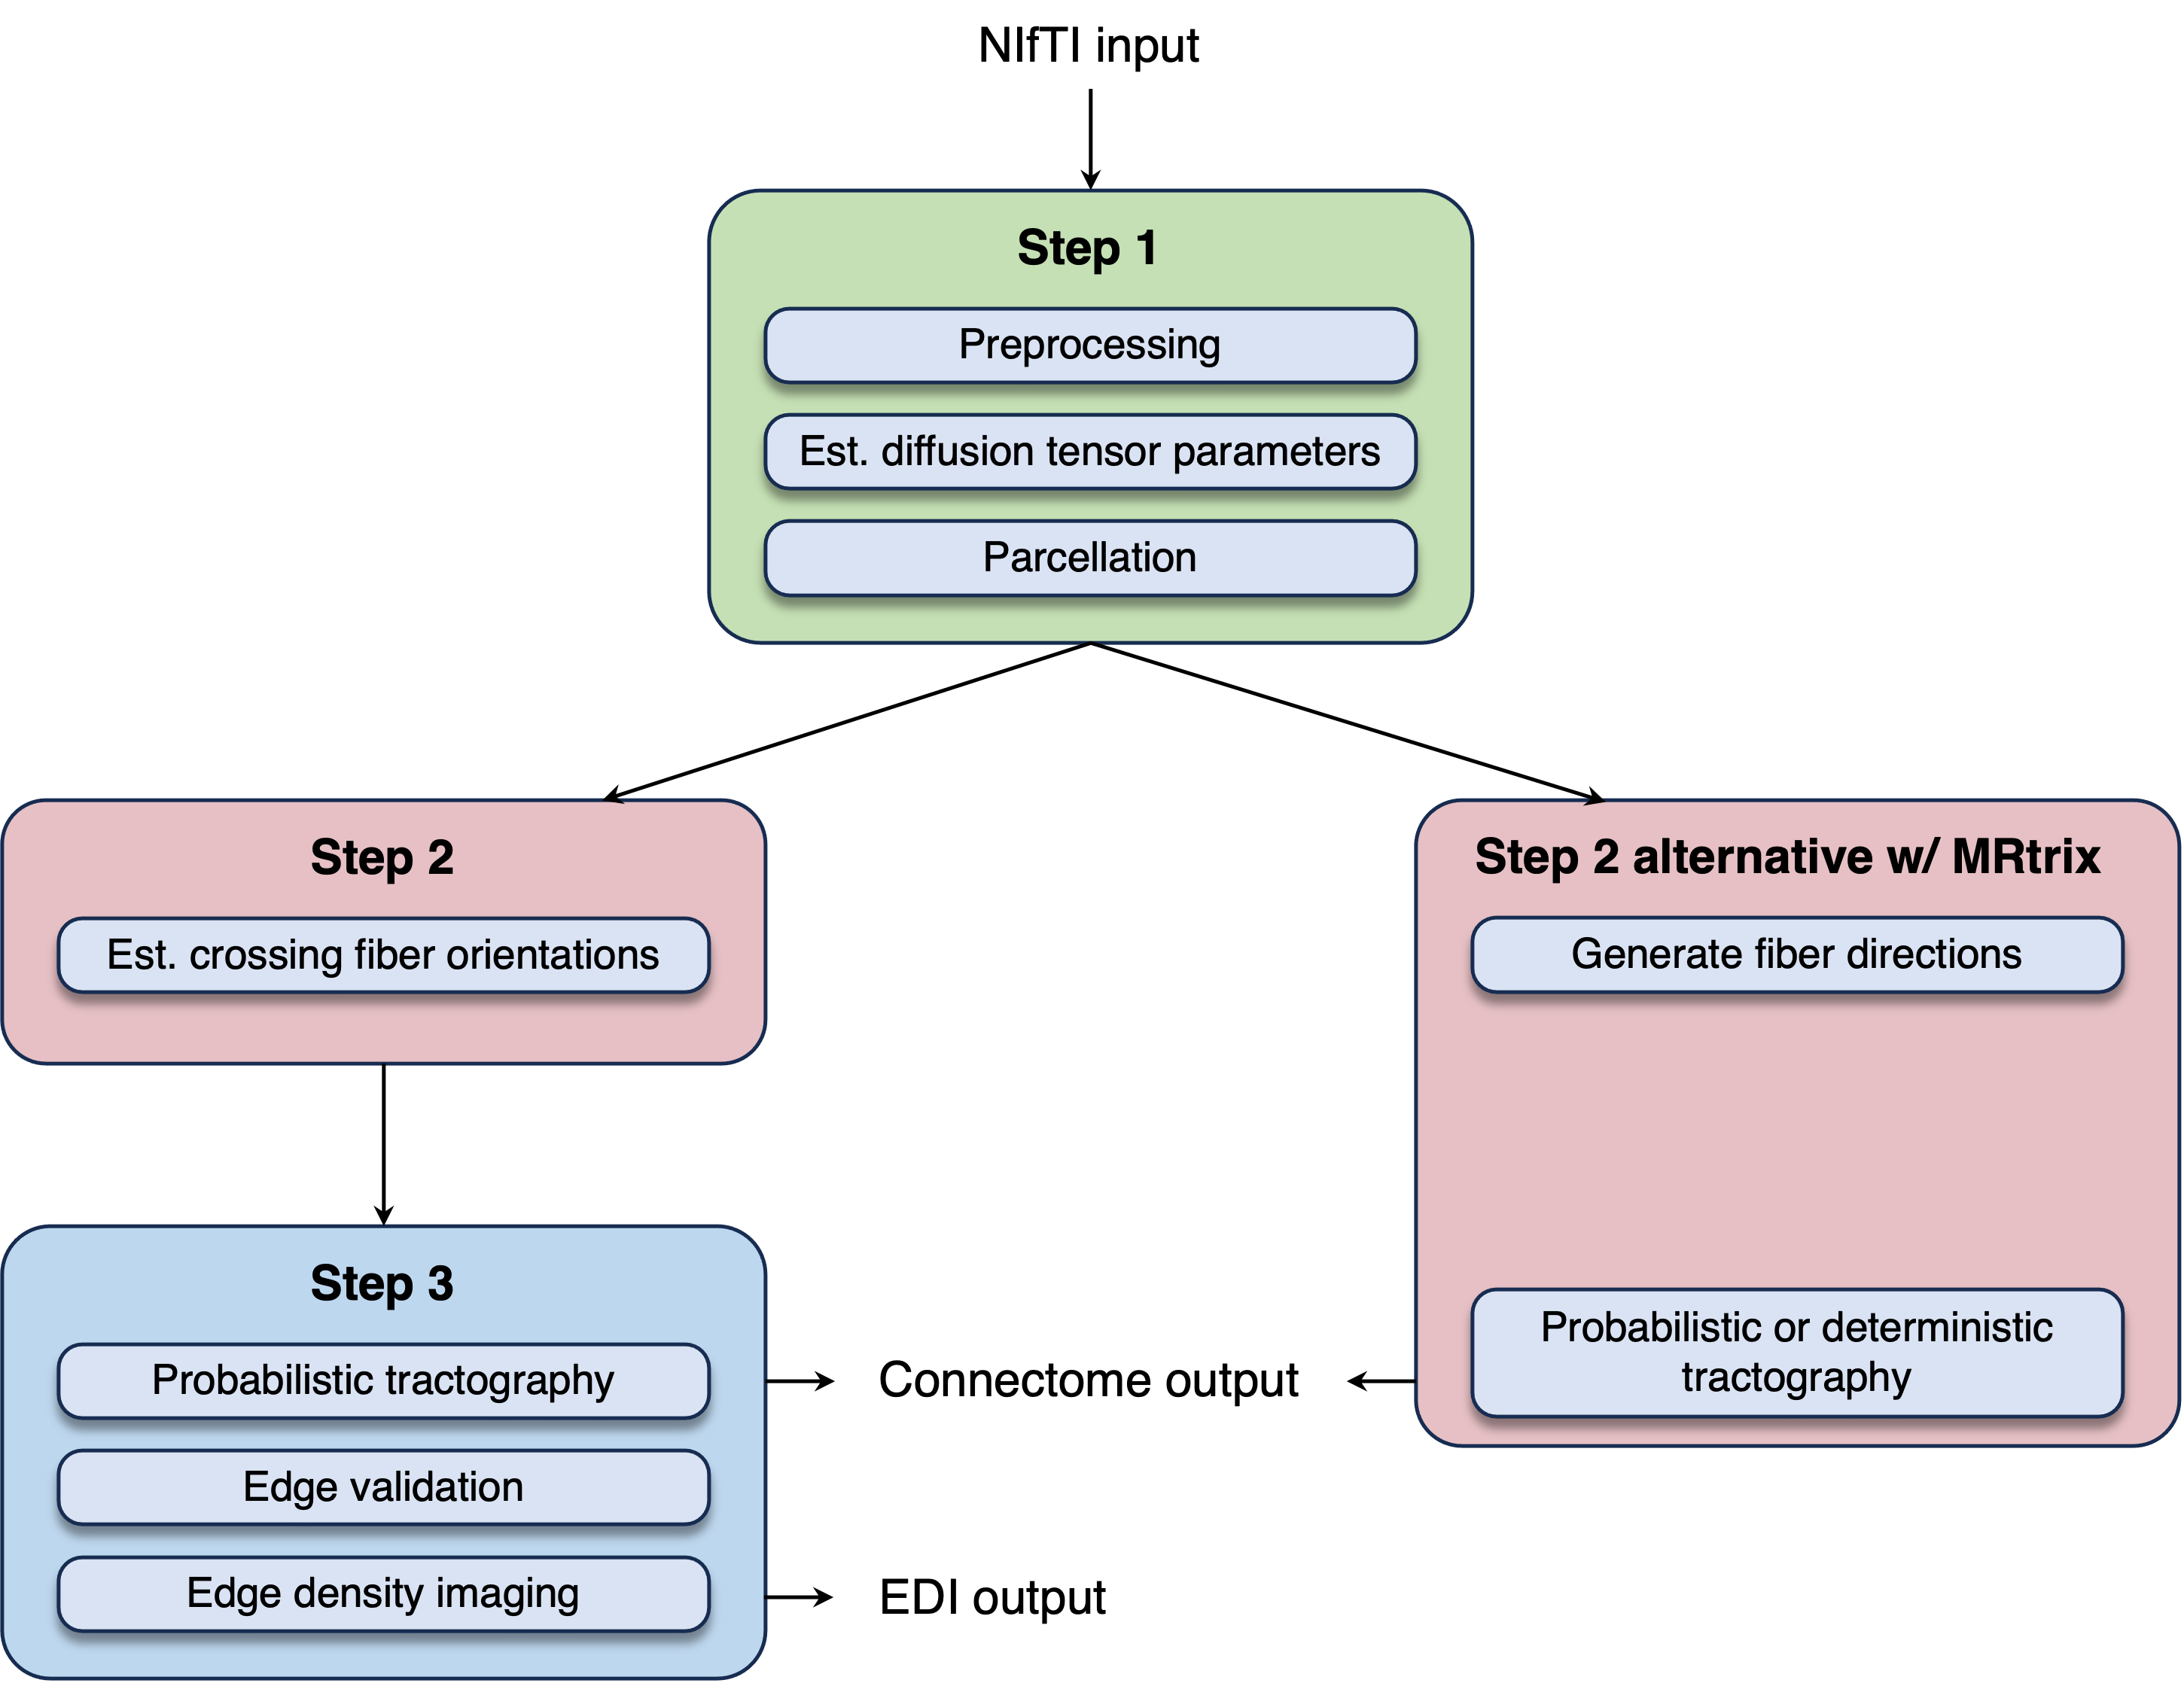 NIfTI input
Step 1
Preprocessing
Est. diffusion tensor parameters
Parcellation
Step 2
Est. crossing fiber orientations
Step 2 alternative w/ MRtrix
Generate fiber directions
Probabilistic or deterministic
tractography
Step 3
Probabilistic tractography
Edge validation
Edge density imaging
Connectome output
EDI output